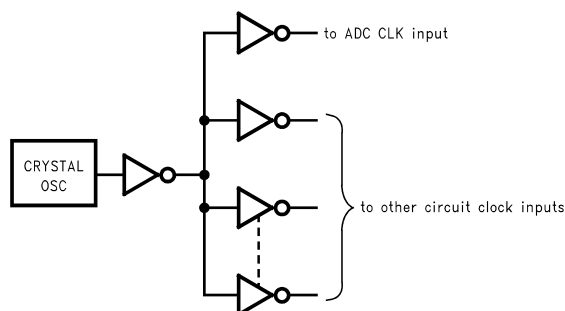 to ADC CLK input
CRYSTAL
OSC
to other circuit clock inputs